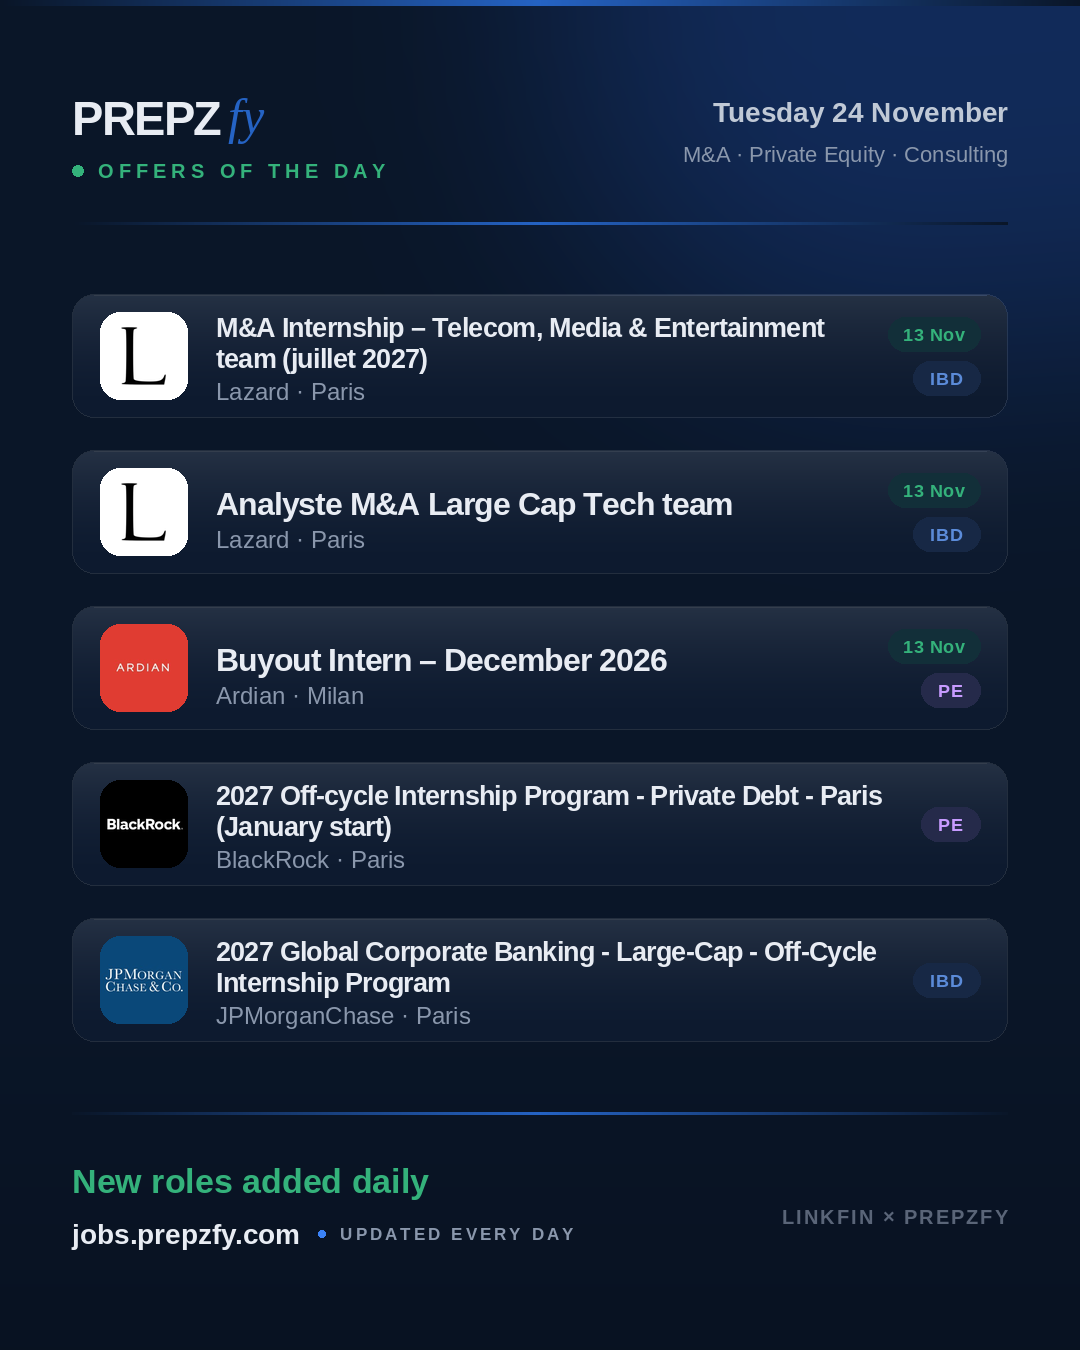 PREPZ fy
Tuesday 24 November
OFFERS OF THE DAY
M&A · Private Equity · Consulting
L
M&A Internship – Telecom, Media & Entertainment
team (juillet 2027)
Lazard · Paris
13 Nov
IBD
L
Analyste M&A Large Cap Tech team
Lazard · Paris
13 Nov
IBD
ARDIAN
Buyout Intern – December 2026
Ardian · Milan
13 Nov
PE
BlackRock.
2027 Off-cycle Internship Program - Private Debt - Paris
(January start)
BlackRock · Paris
PE
JPMORGAN
CHASE & CO.
2027 Global Corporate Banking - Large-Cap - Off-Cycle
Internship Program
JPMorganChase · Paris
IBD
New roles added daily
jobs.prepzfy.com • UPDATED EVERY DAY
LINKFIN × PREPZFY